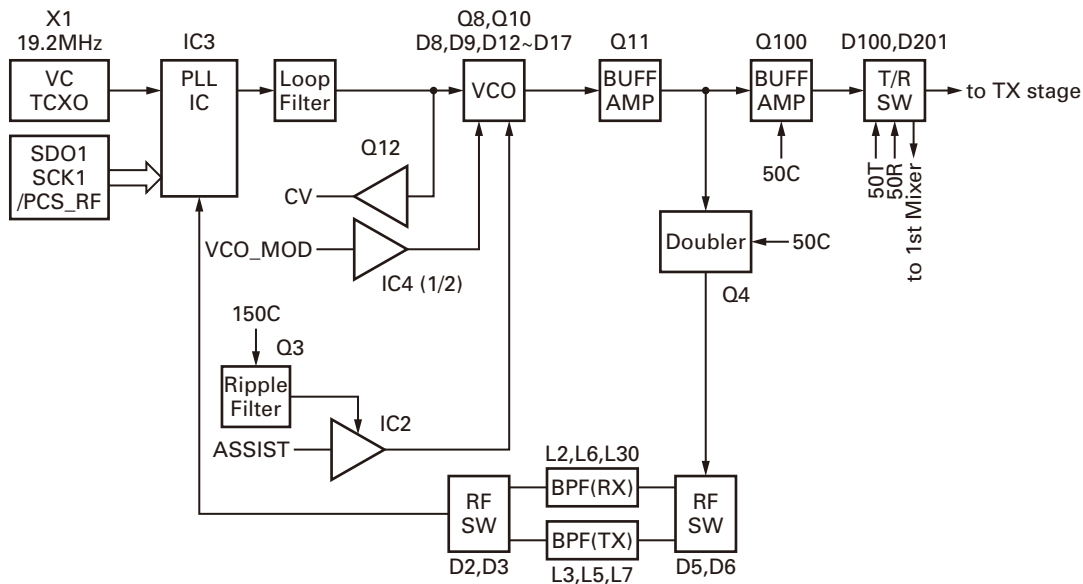 X1
19.2MHz
VC
TCXO
SDO1
SCK1
/PCS_RF
IC3
PLL
IC
Loop
Filter
Q8,Q10
D8,D9,D12~D17
VCO
Q11
BUFF
AMP
Q100
BUFF
AMP
50C
D100,D201
T/R
SW
to TX stage
50T
50R
to 1st Mixer
Q12
CV
VCO_MOD
IC4 (1/2)
Doubler
50C
Q4
150C
Q3
Ripple
Filter
IC2
ASSIST
L2,L6,L30
BPF(RX)
RF
SW
D2,D3
BPF(TX)
L3,L5,L7
RF
SW
D5,D6